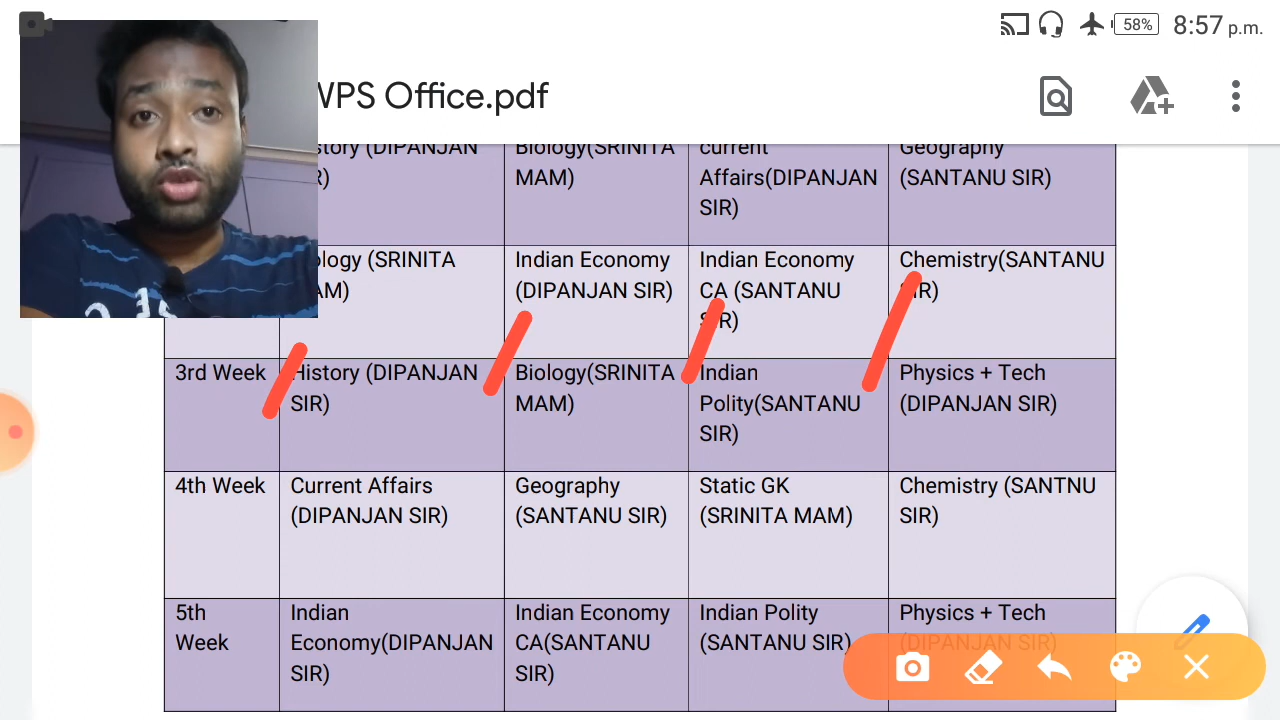 58% 8:57 p.m.
WPS Office.pdf
story (DIPANJAN
R)
Biology(SRINITA
MAM)
current
Affairs(DIPANJAN
SIR)
Geography
(SANTANU SIR)
ology (SRINITA
AM)
Indian Economy
(DIPANJAN SIR)
Indian Economy
CA (SANTANU
SIR)
Chemistry(SANTANU
SIR)
3rd Week
History (DIPANJAN
SIR)
Biology(SRINITA
MAM)
Indian
Polity(SANTANU
SIR)
Physics + Tech
(DIPANJAN SIR)
4th Week
Current Affairs
(DIPANJAN SIR)
Geography
(SANTANU SIR)
Static GK
(SRINITA MAM)
Chemistry (SANTNU
SIR)
5th
Week
Indian
Economy(DIPANJAN
SIR)
Indian Economy
CA(SANTANU
SIR)
Indian Polity
(SANTANU SIR)
Physics + Tech
(DIPANJAN SIR)